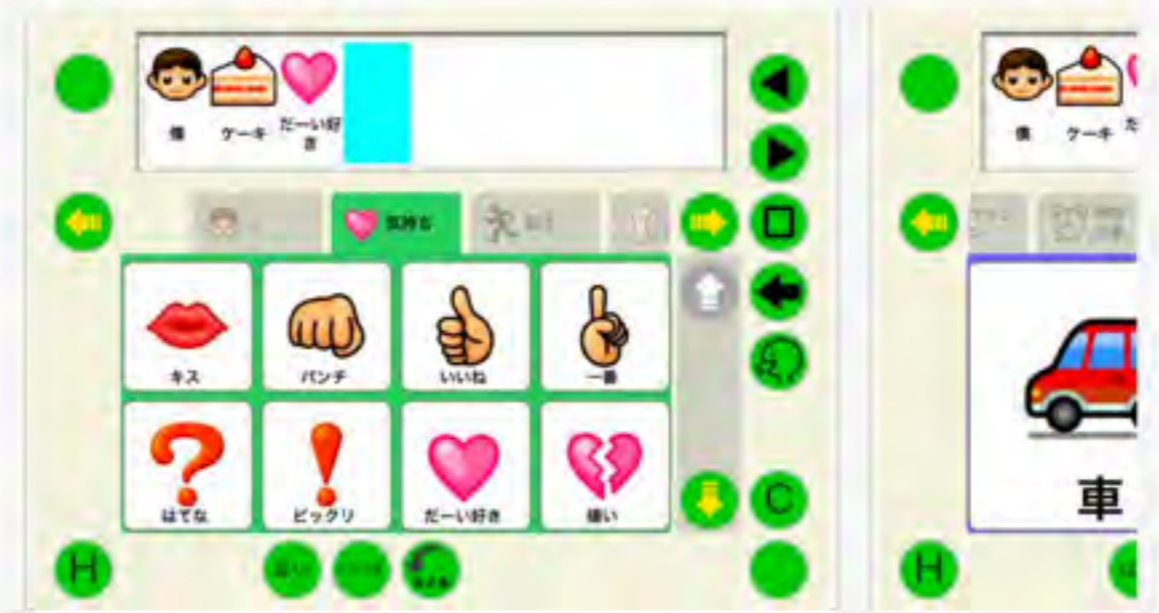 僕 ケーキ だーい好
き
気持ち
キス パンチ いいね 一番
はてな ビックリ だーい好き 嫌い
C
H
僕 ケーキ
車
H